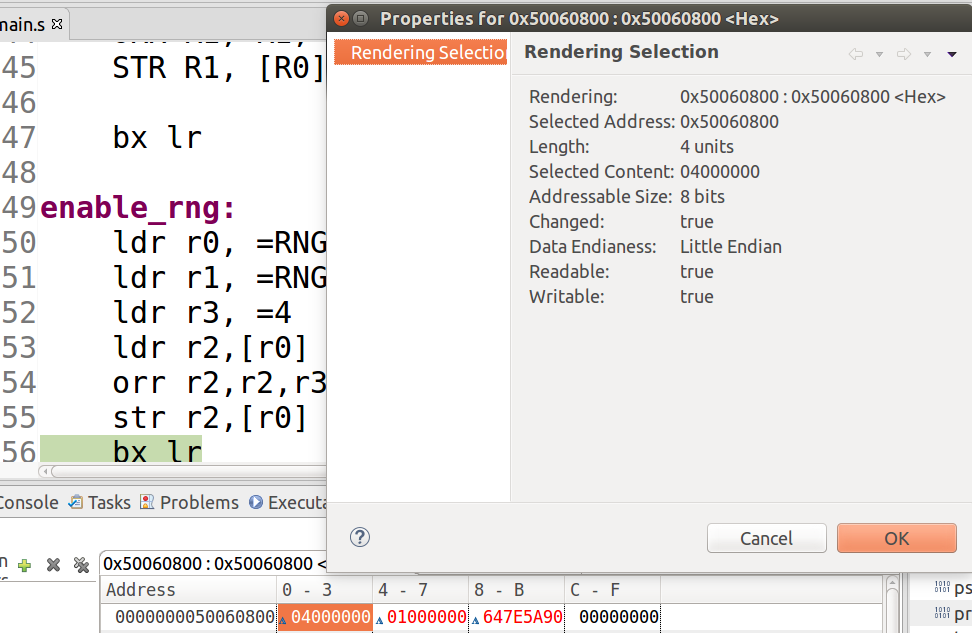 main.s
Properties for 0x50060800 : 0x50060800 <Hex>
45 STR R1, [R0]
46
47 bx lr
48
49 enable_rng:
50 ldr r0, =RNG
51 ldr r1, =RNG
52 ldr r3, =4
53 ldr r2,[r0]
54 orr r2,r2,r3
55 str r2,[r0]
56 bx lr
Rendering Selection
Rendering Selection
Rendering: 0x50060800 : 0x50060800 <Hex>
Selected Address: 0x50060800
Length: 4 units
Selected Content: 04000000
Addressable Size: 8 bits
Changed: true
Data Endianess: Little Endian
Readable: true
Writable: true
Console Tasks Problems Executa
? Cancel OK
0x50060800 : 0x50060800 <
Address 0 - 3 4 - 7 8 - B C - F
0000000050060800 04000000 01000000 647E5A90 00000000
1010 0101 ps
1010 0101 pr